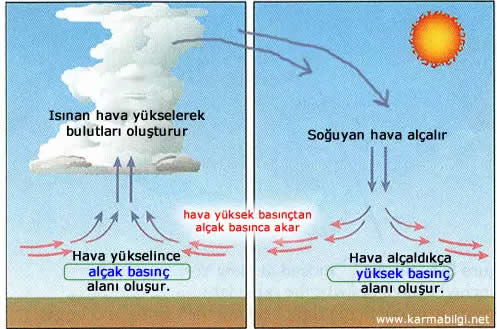 Isınan hava yükselerek
bulutları oluşturur
Soğuyan hava alçalır
hava yüksek basınçtan
alçak basınca akar
Hava yükselince
alçak basınç
alanı oluşur.
Hava alçaldıkça
yüksek basınç
alanı oluşur.
www.karmabilgi.net